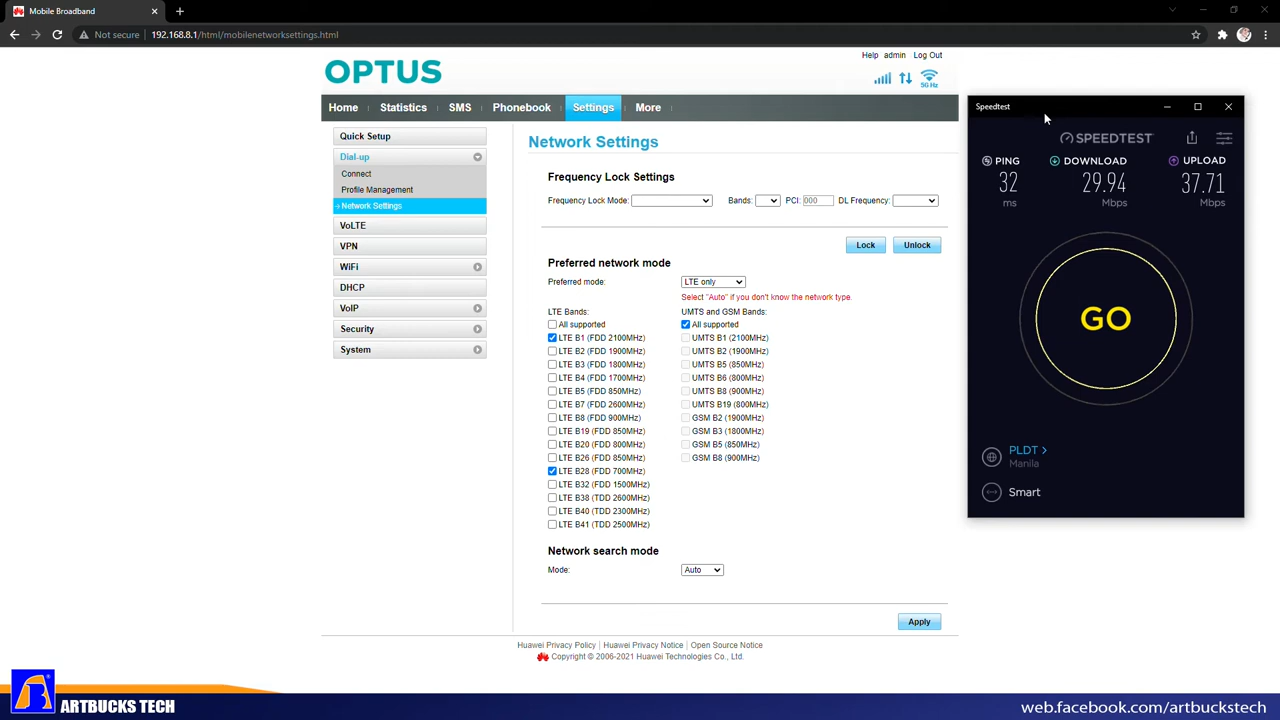 Mobile Broadband
Not secure 192.168.8.1/html/mobilenetworksettings.html
Help admin Log Out
OPTUS
5G Hz
Home Statistics SMS Phonebook Settings More
Quick Setup
Dial-up
Connect
Profile Management
Network Settings
VoLTE
VPN
WiFi
DHCP
VoIP
Security
System
Network Settings
Frequency Lock Settings
Frequency Lock Mode: Bands: PCI: 000 DL Frequency:
Lock Unlock
Preferred network mode
Preferred mode: LTE only
Select "Auto" if you don't know the network type.
LTE Bands: UMTS and GSM Bands:
All supported All supported
LTE B1 (FDD 2100MHz) UMTS B1 (2100MHz)
LTE B2 (FDD 1900MHz) UMTS B2 (1900MHz)
LTE B3 (FDD 1800MHz) UMTS B5 (850MHz)
LTE B4 (FDD 1700MHz) UMTS B6 (800MHz)
LTE B5 (FDD 850MHz) UMTS B8 (900MHz)
LTE B7 (FDD 2600MHz) UMTS B19 (800MHz)
LTE B8 (FDD 900MHz) GSM B2 (1900MHz)
LTE B19 (FDD 850MHz) GSM B3 (1800MHz)
LTE B20 (FDD 800MHz) GSM B5 (850MHz)
LTE B26 (FDD 850MHz) GSM B8 (900MHz)
LTE B28 (FDD 700MHz)
LTE B32 (FDD 1500MHz)
LTE B38 (TDD 2600MHz)
LTE B40 (TDD 2300MHz)
LTE B41 (TDD 2500MHz)
Network search mode
Mode: Auto
Apply
Huawei Privacy Policy | Huawei Privacy Notice | Open Source Notice
Copyright © 2006-2021 Huawei Technologies Co., Ltd.
Speedtest
SPEEDTEST
PING DOWNLOAD UPLOAD
32 29.94 37.71
ms Mbps Mbps
GO
PLDT >
Manila
Smart
ARTBUCKS TECH
web.facebook.com/artbuckstech